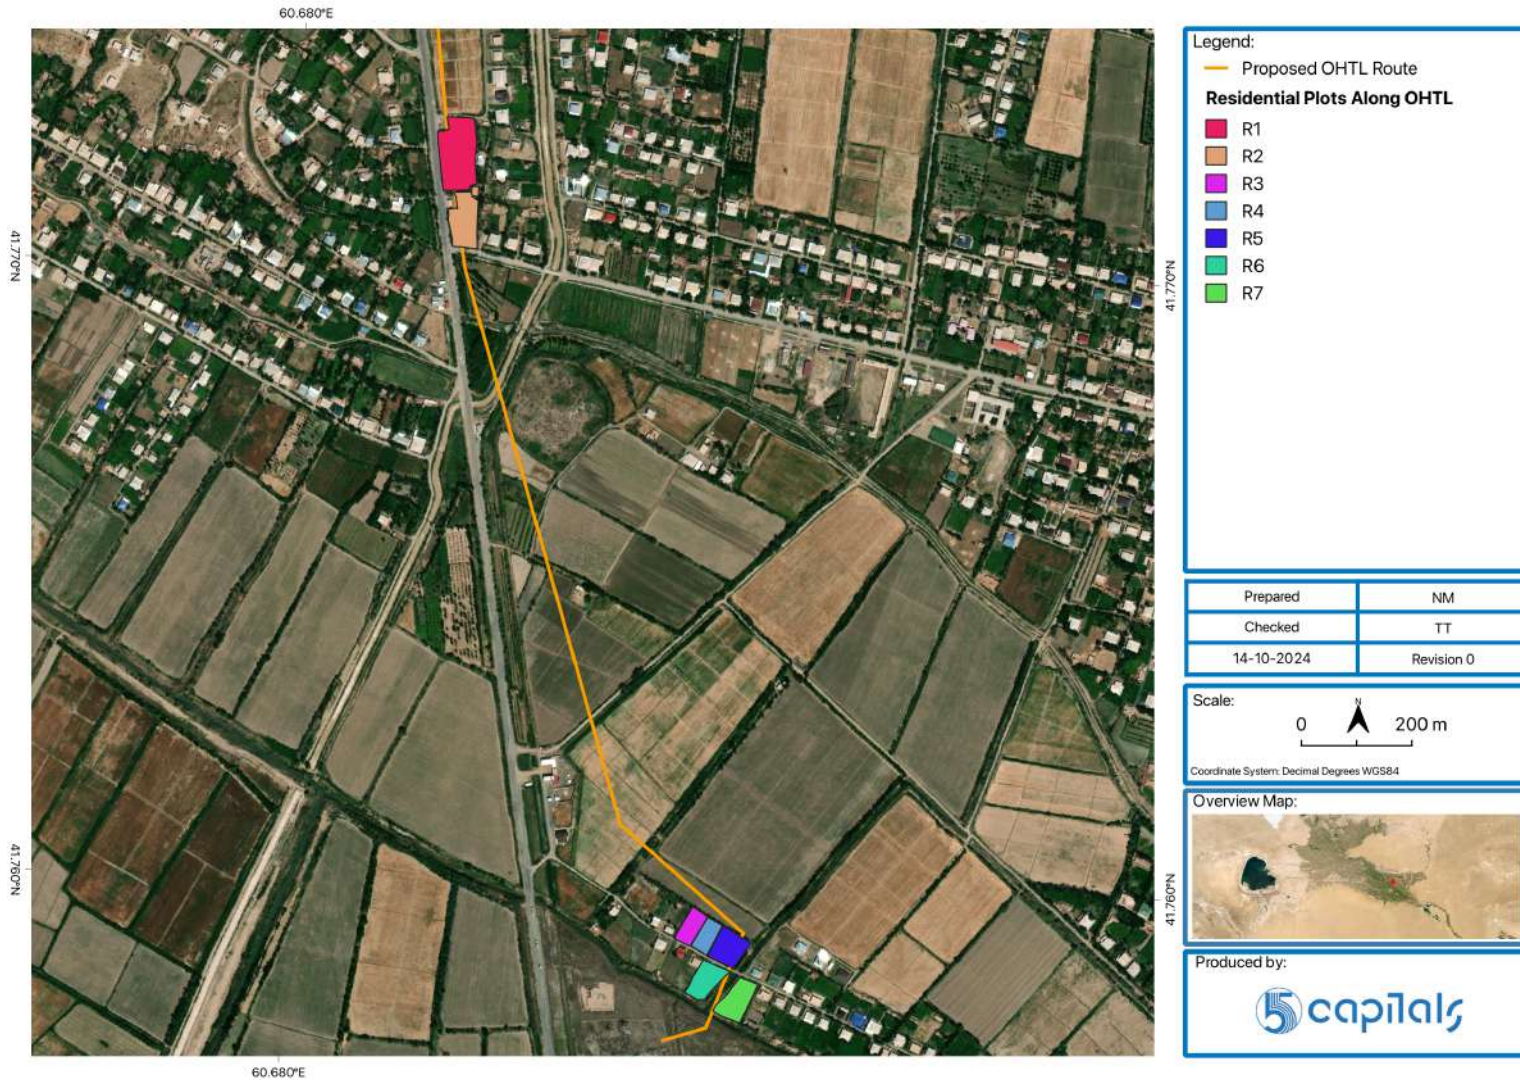 60.680°E
41.770°N
41.760°N
60.680°E
41.770°N
41.760°N
Legend:
Proposed OHTL Route
Residential Plots Along OHTL
R1
R2
R3
R4
R5
R6
R7
Prepared NM
Checked TT
14-10-2024 Revision 0
Scale:
N
0 200 m
Coordinate System: Decimal Degrees WGS84
Overview Map:
Produced by:
5 capitals